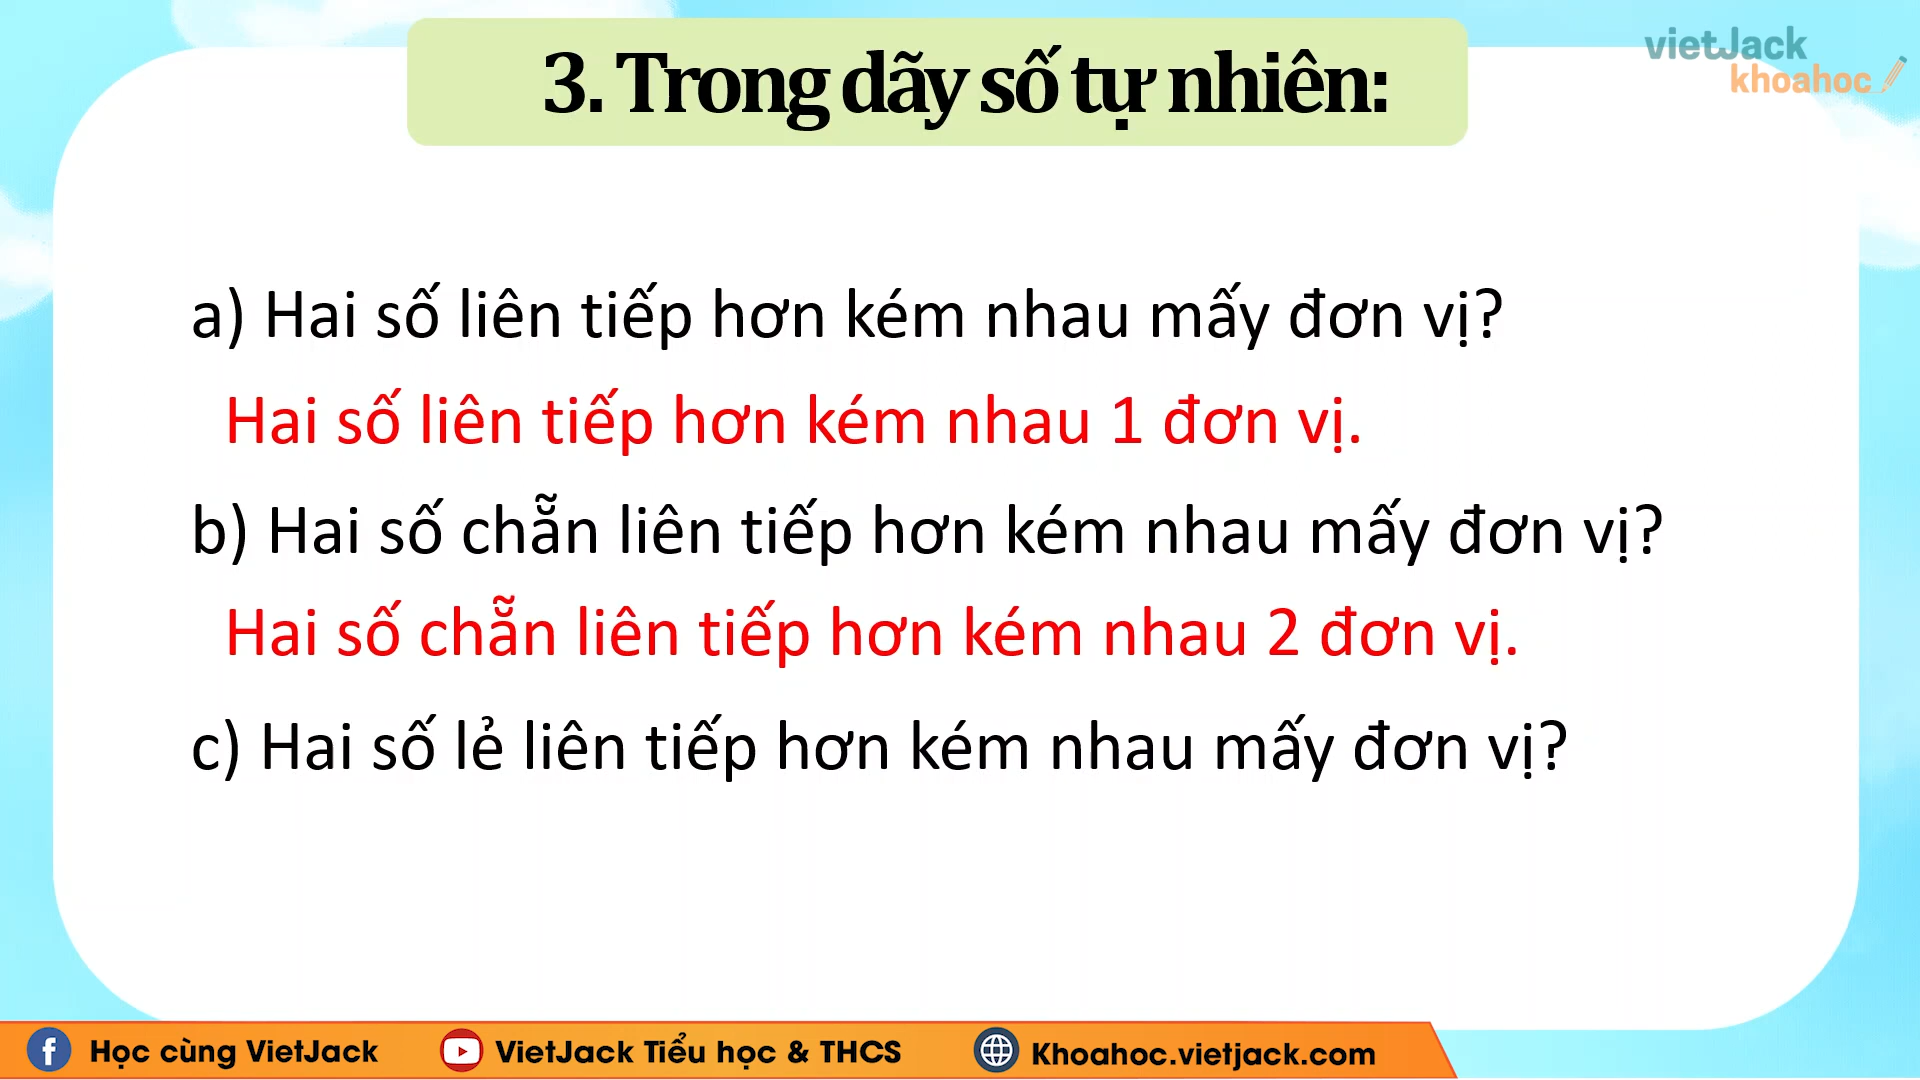 vietJack
khoahoc
3. Trong dãy số tự nhiên:
a) Hai số liên tiếp hơn kém nhau mấy đơn vị?
Hai số liên tiếp hơn kém nhau 1 đơn vị.
b) Hai số chẵn liên tiếp hơn kém nhau mấy đơn vị?
Hai số chẵn liên tiếp hơn kém nhau 2 đơn vị.
c) Hai số lẻ liên tiếp hơn kém nhau mấy đơn vị?
Học cùng VietJack VietJack Tiểu học & THCS Khoahoc.vietjack.com